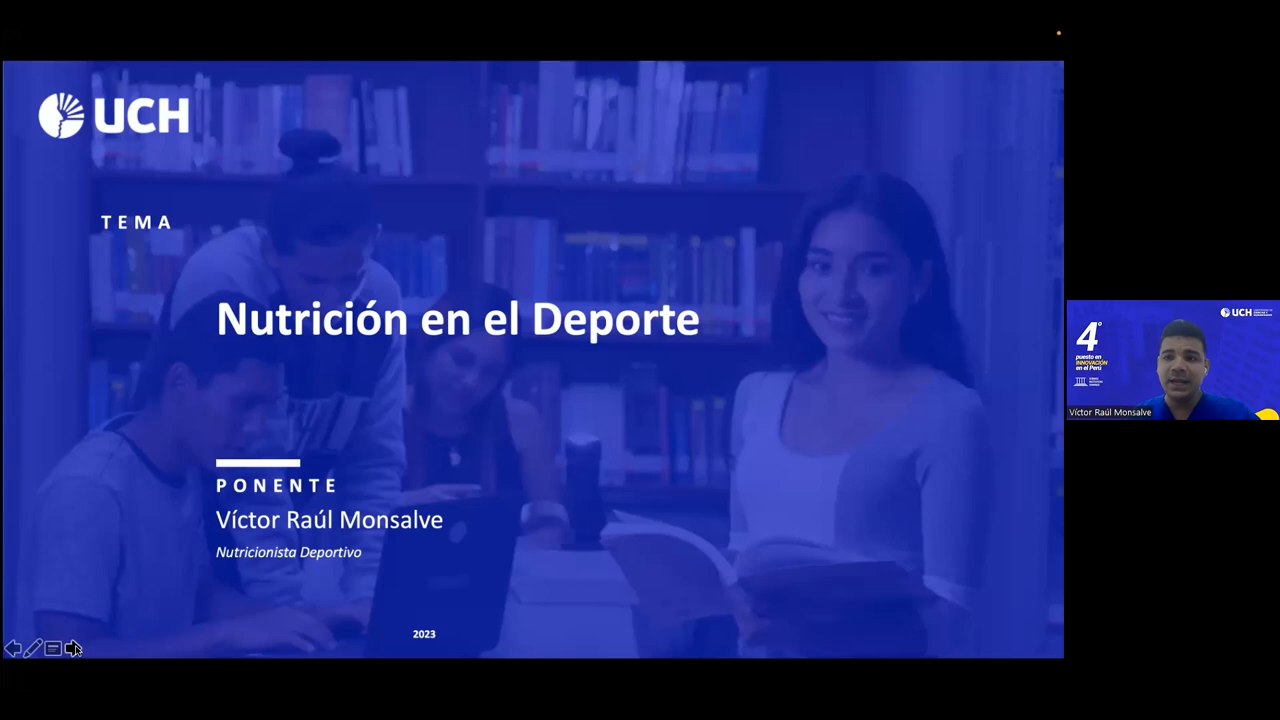 UCH
TEMA
Nutrición en el Deporte
PONENTE
Víctor Raúl Monsalve
Nutricionista Deportivo
2023
UCH
4°
puesto en
INNOVACIÓN
en el Perú
Víctor Raúl Monsalve